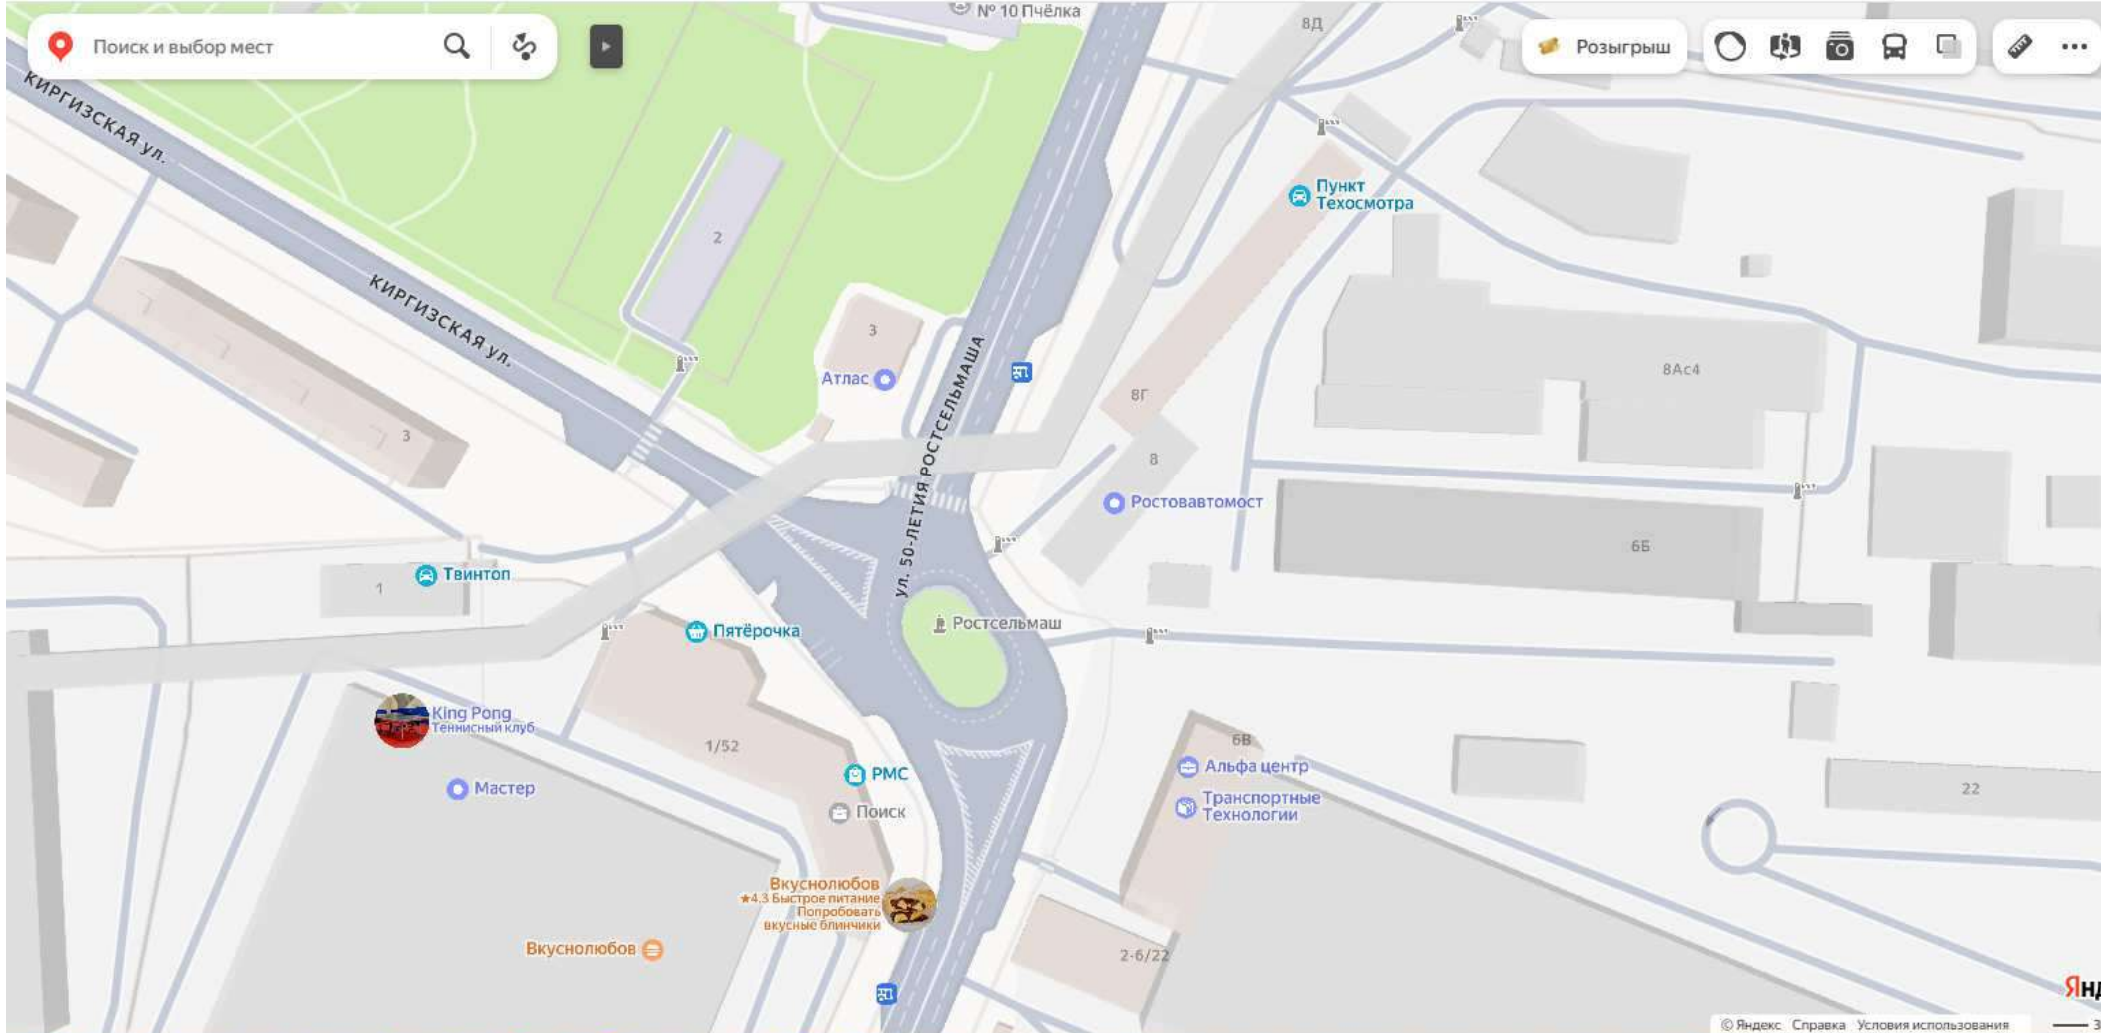 № 10 Пчёлка
8Д
Поиск и выбор мест
Розыгрыш
КИРГИЗСКАЯ ул.
Пункт
Техосмотра
2
КИРГИЗСКАЯ ул.
3
Атлас
ул. 50-ЛЕТИЯ РОСТСЕЛЬМАША
8Г
8Ас4
3
8
Ростовавтомост
6Б
1
Твинтоп
Пятёрочка
Ростсельмаш
King Pong
Теннисный клуб
1/52
6В
РМС
Альфа центр
Мастер
Транспортные
Технологии
22
Поиск
Вкуснолюбов
★4.3 Быстрое питание
Попробовать
вкусные блинчики
Вкуснолюбов
2-6/22
Янд
© Яндекс Справка Условия использования
3